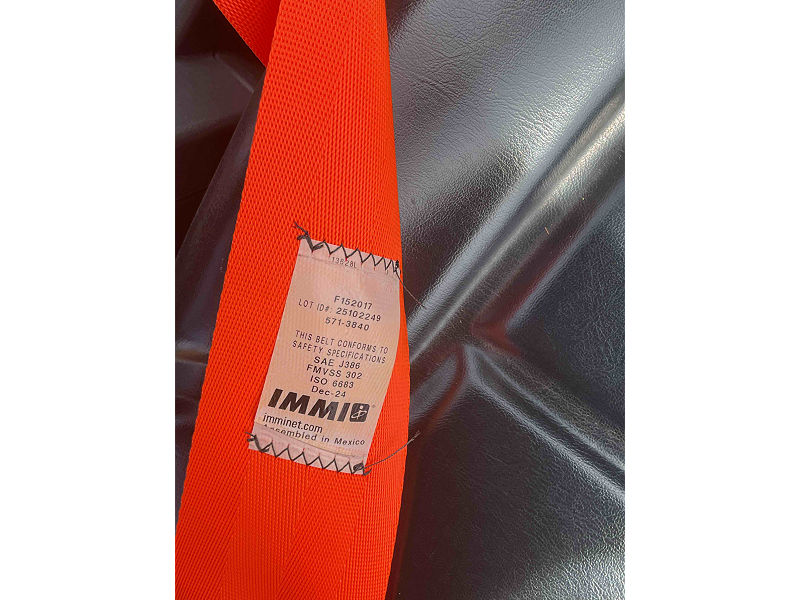 13828L
F152017
LOT ID#: 25102249
571-3840
THIS BELT CONFORMS TO
SAFETY SPECIFICATIONS
SAE J386
FMVSS 302
ISO 6683
Dec-24
IMMI®
imminet.com
Assembled in Mexico